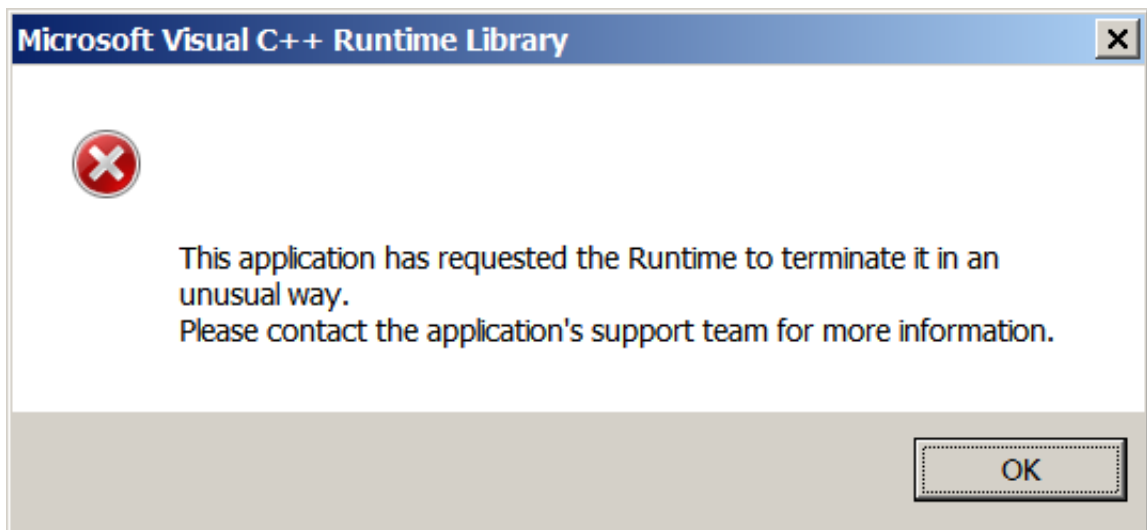 Microsoft Visual C++ Runtime Library
This application has requested the Runtime to terminate it in an
unusual way.
Please contact the application's support team for more information.
OK